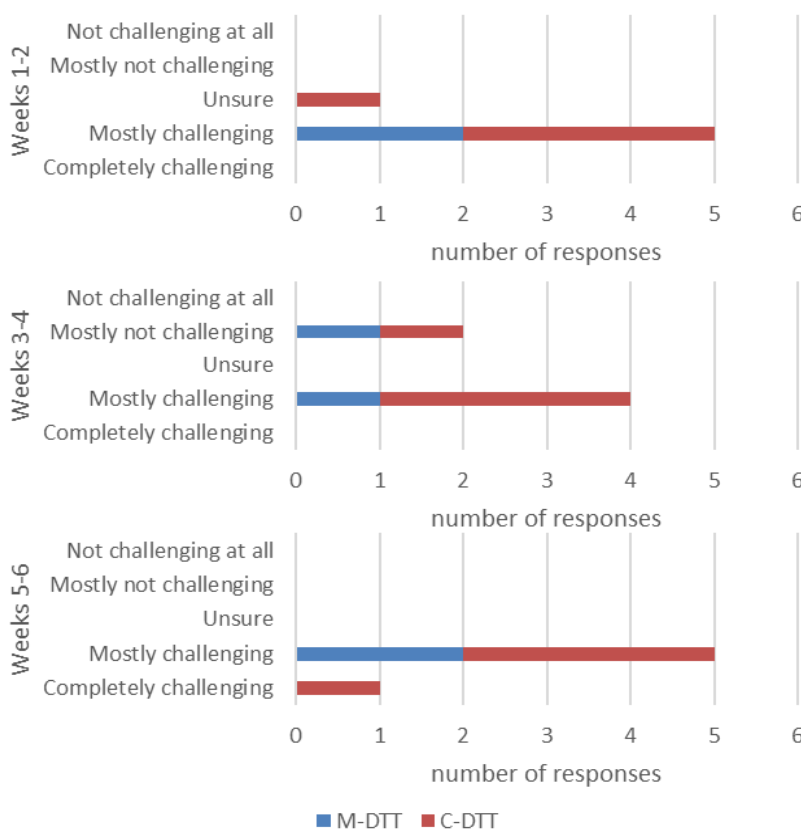 Weeks 1-2
Not challenging at all
Mostly not challenging
Unsure
Mostly challenging
Completely challenging
0 1 2 3 4 5 6
number of responses
Weeks 3-4
Not challenging at all
Mostly not challenging
Unsure
Mostly challenging
Completely challenging
0 1 2 3 4 5 6
number of responses
Weeks 5-6
Not challenging at all
Mostly not challenging
Unsure
Mostly challenging
Completely challenging
0 1 2 3 4 5 6
number of responses
M-DTT C-DTT